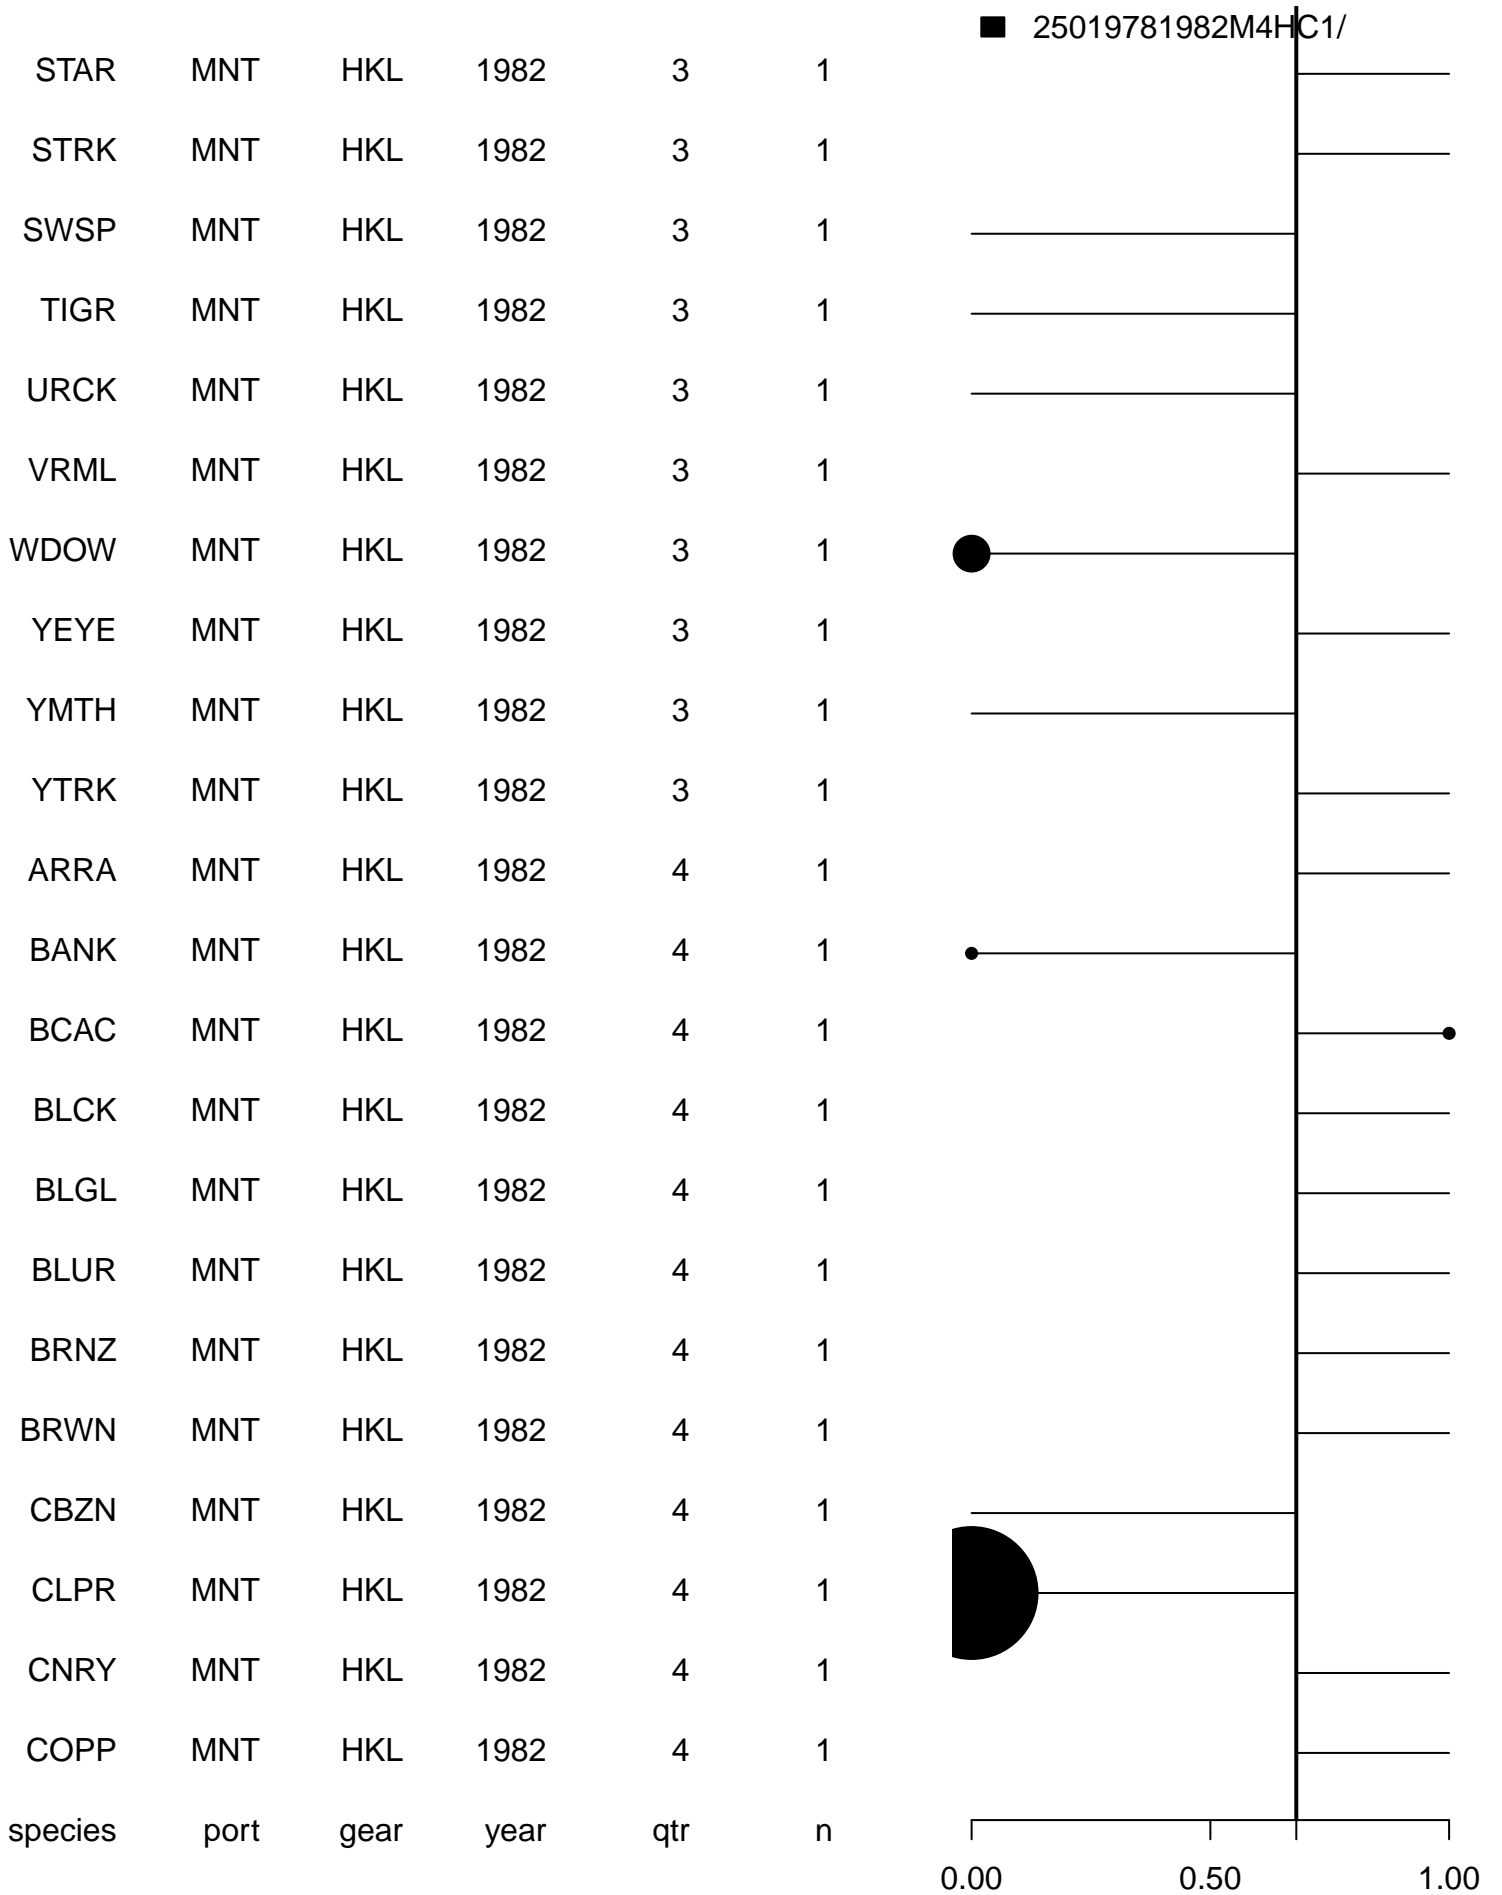 25019781982M4HC1/
STAR MNT HKL 1982 3 1
STRK MNT HKL 1982 3 1
SWSP MNT HKL 1982 3 1
TIGR MNT HKL 1982 3 1
URCK MNT HKL 1982 3 1
VRML MNT HKL 1982 3 1
WDOW MNT HKL 1982 3 1
YEYE MNT HKL 1982 3 1
YMTH MNT HKL 1982 3 1
YTRK MNT HKL 1982 3 1
ARRA MNT HKL 1982 4 1
BANK MNT HKL 1982 4 1
BCAC MNT HKL 1982 4 1
BLCK MNT HKL 1982 4 1
BLGL MNT HKL 1982 4 1
BLUR MNT HKL 1982 4 1
BRNZ MNT HKL 1982 4 1
BRWN MNT HKL 1982 4 1
CBZN MNT HKL 1982 4 1
CLPR MNT HKL 1982 4 1
CNRY MNT HKL 1982 4 1
COPP MNT HKL 1982 4 1
species port gear year qtr n
0.00 0.50 1.00